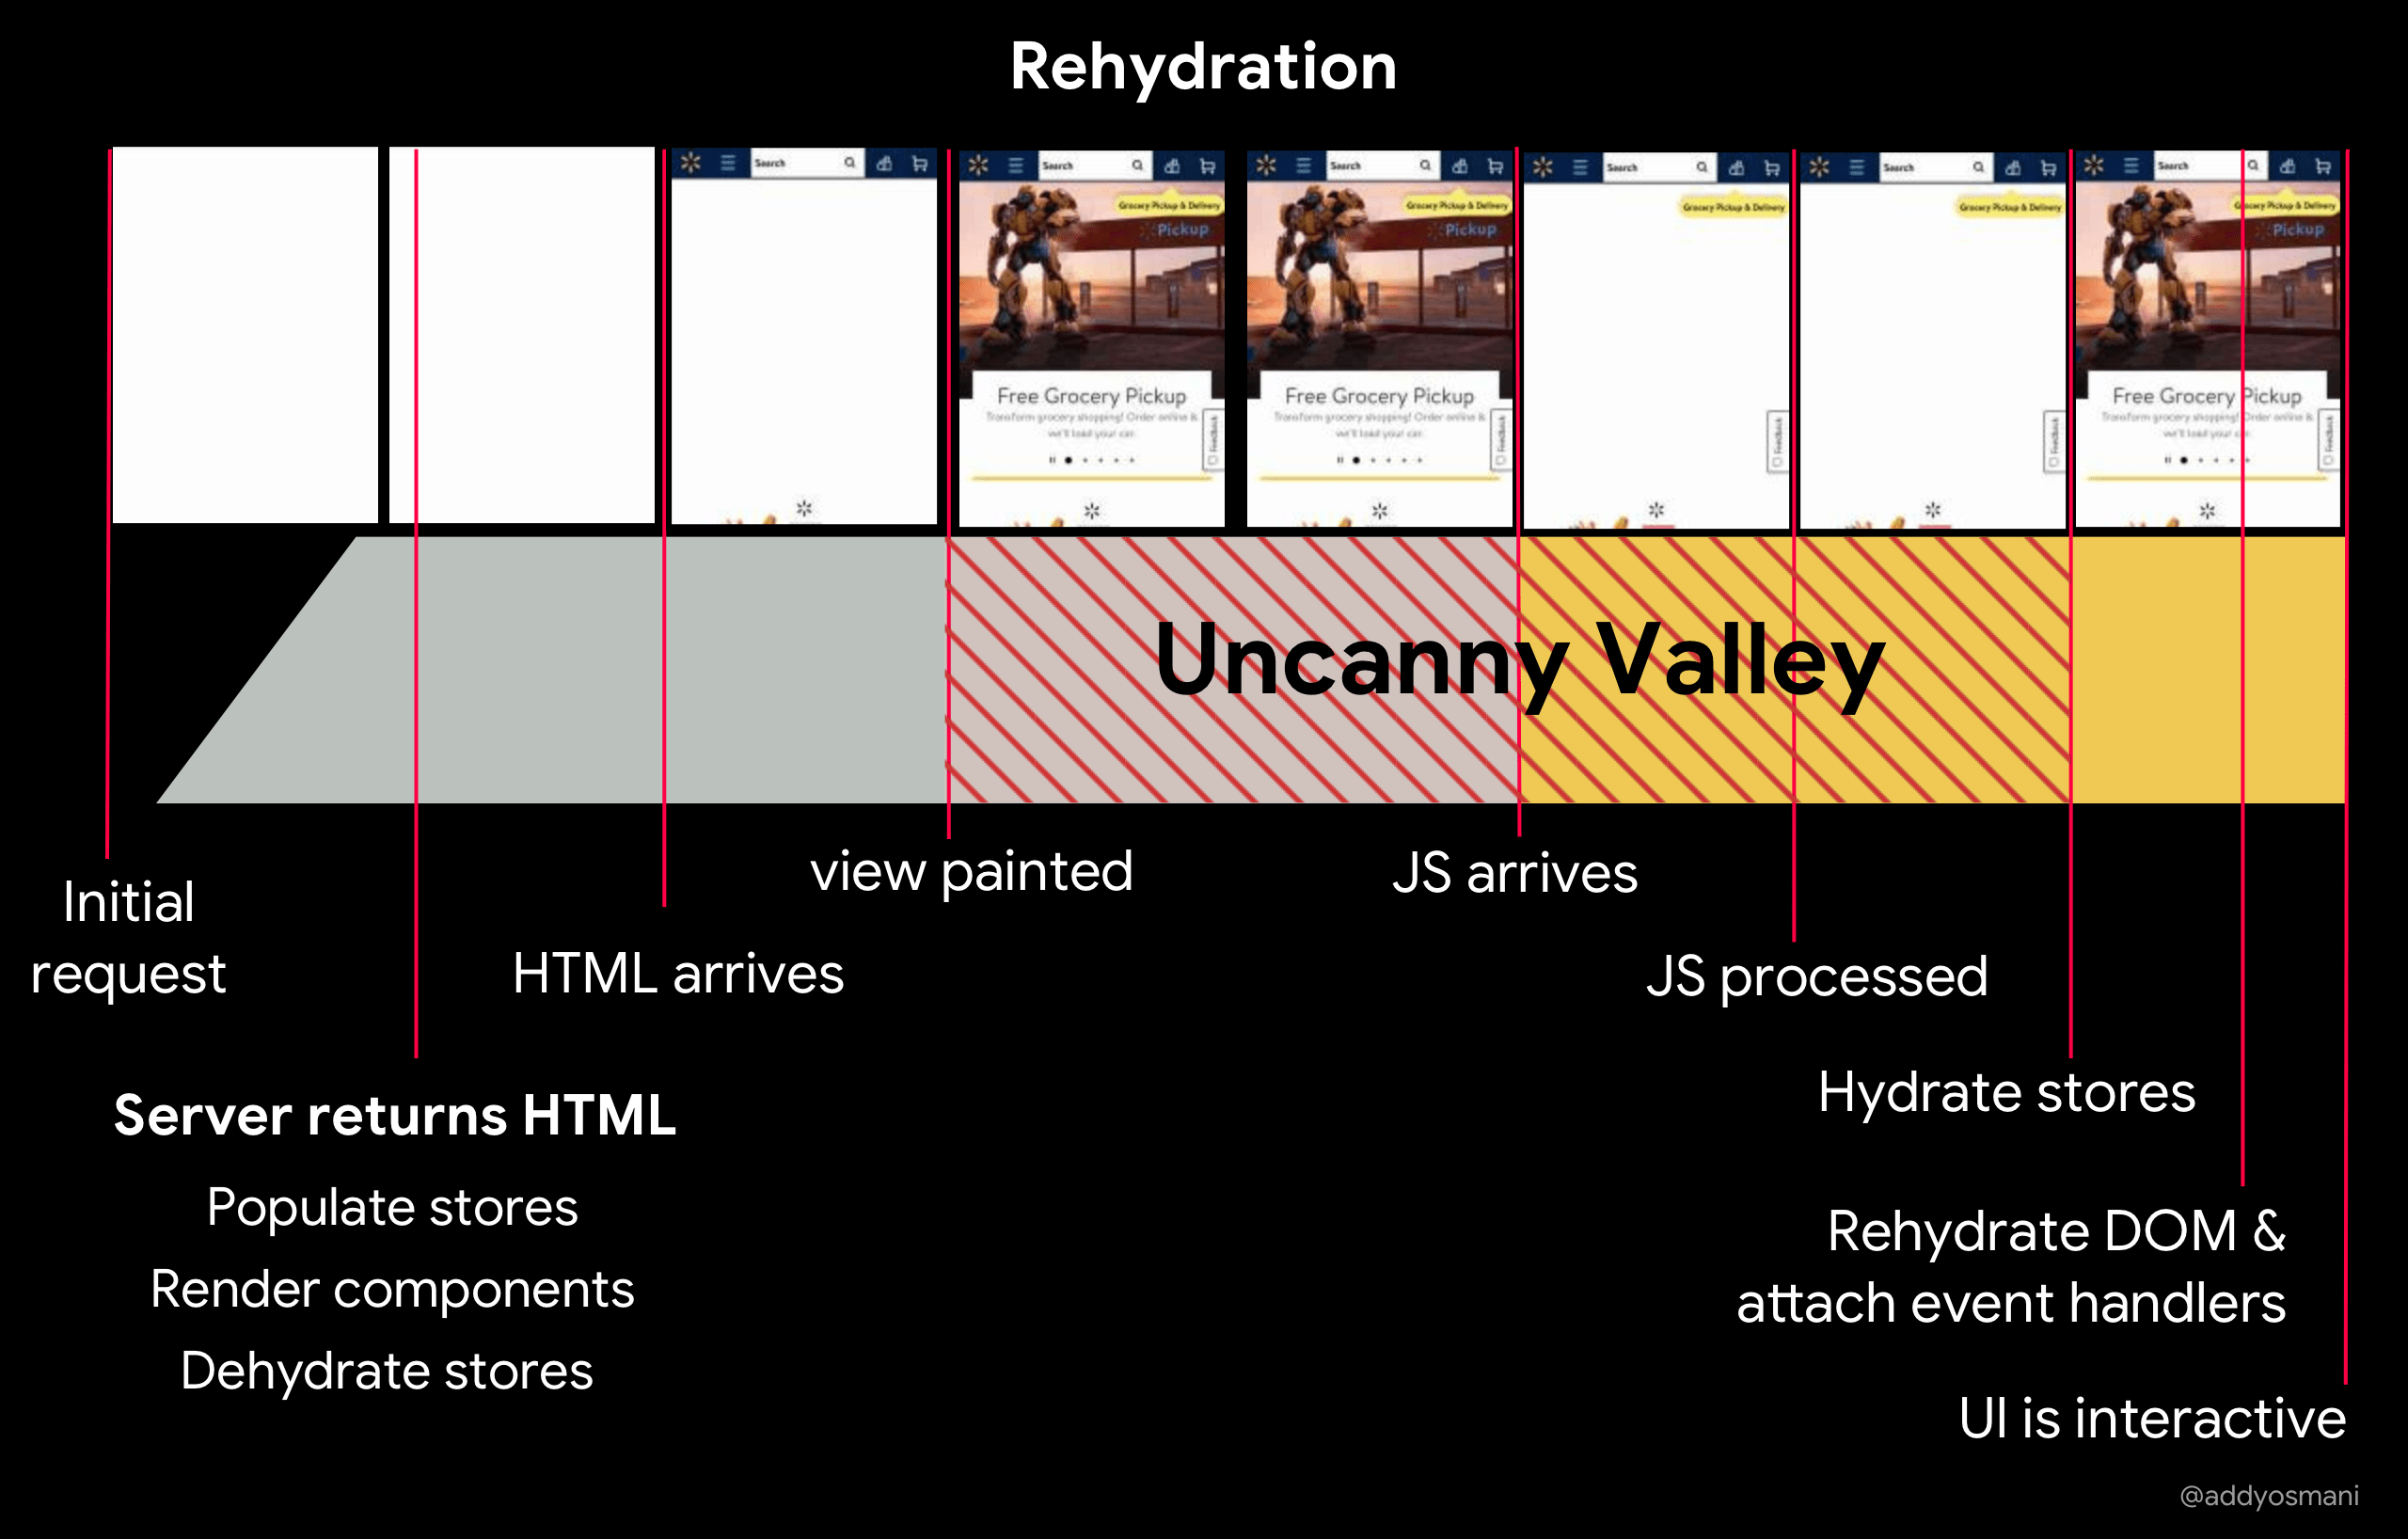 Rehydration
Search
Search
Grocery Pickup & Delivery
Pickup
Free Grocery Pickup
Transform grocery shopping! Order online &
we'll load your car.
Feedback
Search
Grocery Pickup & Delivery
Pickup
Free Grocery Pickup
Transform grocery shopping! Order online &
we'll load your car.
Feedback
Search
Grocery Pickup & Delivery
Feedback
Search
Grocery Pickup & Delivery
Feedback
Search
Grocery Pickup & Delivery
Pickup
Free Grocery Pickup
Transform grocery shopping! Order online &
we'll load your car.
Feedback
Uncanny Valley
Initial
request
Server returns HTML
Populate stores
Render components
Dehydrate stores
HTML arrives
view painted
JS arrives
JS processed
Hydrate stores
Rehydrate DOM &
attach event handlers
UI is interactive
@addyosmani